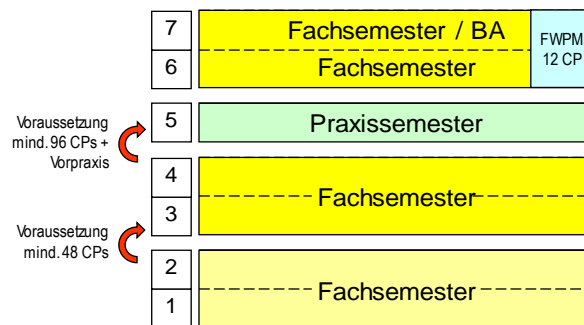 7
Fachsemester / BA
FWPM
12 CP
6
Fachsemester
Voraussetzung
mind. 96 CPs +
Vorpraxis
5
Praxissemester
4
3
Fachsemester
Voraussetzung
mind. 48 CPs
2
1
Fachsemester